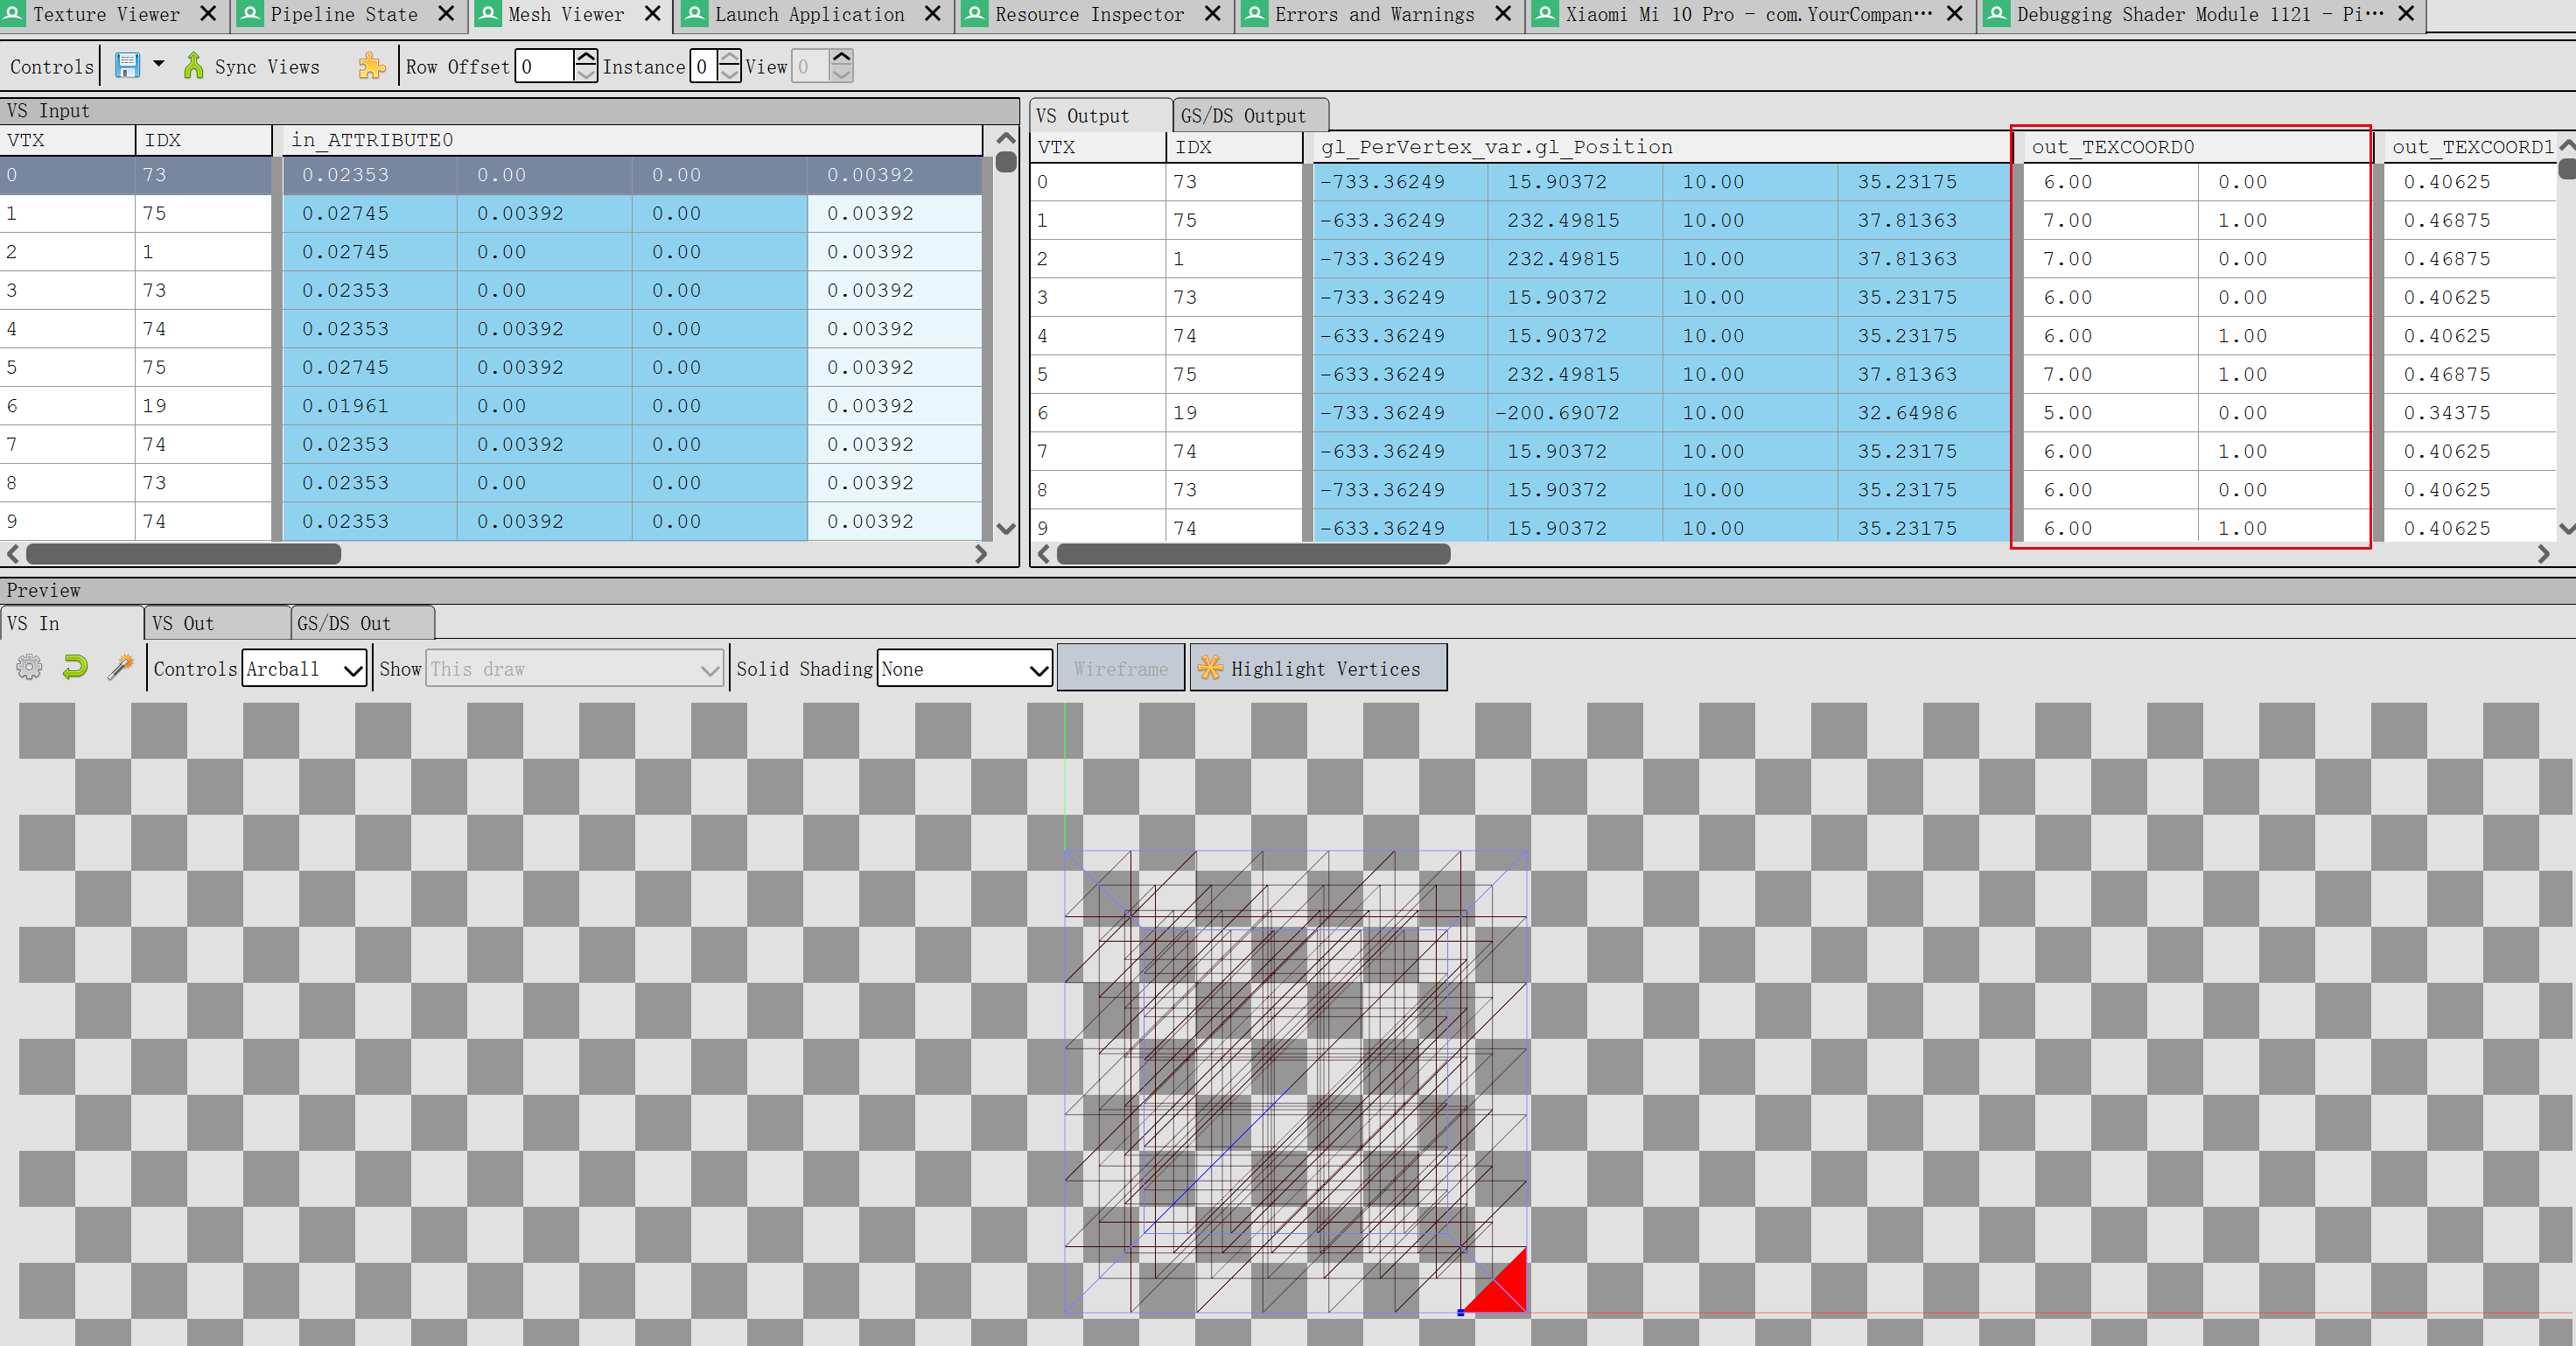 Texture Viewer Pipeline State Mesh Viewer Launch Application Resource Inspector Errors and Warnings Xiaomi Mi 10 Pro - com.YourCompan··· Debugging Shader Module 1121 - Pi···
Controls Sync Views Row Offset 0 Instance 0 View 0
VS Input
VTX IDX in_ATTRIBUTE0
0 73 0.02353 0.00 0.00 0.00392
1 75 0.02745 0.00392 0.00 0.00392
2 1 0.02745 0.00 0.00 0.00392
3 73 0.02353 0.00 0.00 0.00392
4 74 0.02353 0.00392 0.00 0.00392
5 75 0.02745 0.00392 0.00 0.00392
6 19 0.01961 0.00 0.00 0.00392
7 74 0.02353 0.00392 0.00 0.00392
8 73 0.02353 0.00 0.00 0.00392
9 74 0.02353 0.00392 0.00 0.00392
VS Output GS/DS Output
VTX IDX gl_PerVertex_var.gl_Position out_TEXCOORD0 out_TEXCOORD1
0 73 -733.36249 15.90372 10.00 35.23175 6.00 0.00 0.40625
1 75 -633.36249 232.49815 10.00 37.81363 7.00 1.00 0.46875
2 1 -733.36249 232.49815 10.00 37.81363 7.00 0.00 0.46875
3 73 -733.36249 15.90372 10.00 35.23175 6.00 0.00 0.40625
4 74 -633.36249 15.90372 10.00 35.23175 6.00 1.00 0.40625
5 75 -633.36249 232.49815 10.00 37.81363 7.00 1.00 0.46875
6 19 -733.36249 -200.69072 10.00 32.64986 5.00 0.00 0.34375
7 74 -633.36249 15.90372 10.00 35.23175 6.00 1.00 0.40625
8 73 -733.36249 15.90372 10.00 35.23175 6.00 0.00 0.40625
9 74 -633.36249 15.90372 10.00 35.23175 6.00 1.00 0.40625
Preview
VS In VS Out GS/DS Out
Controls Arcball Show This draw Solid Shading None Wireframe Highlight Vertices